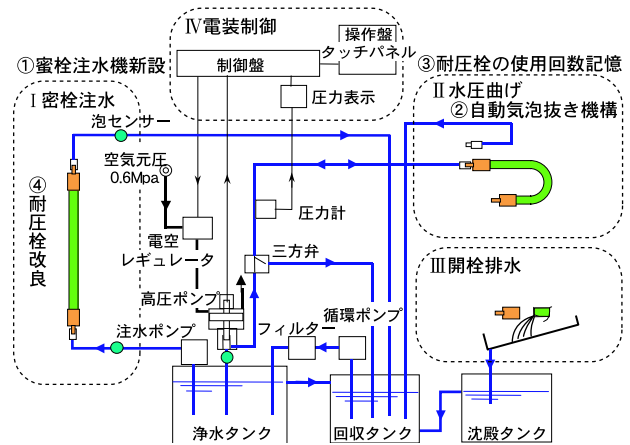 Ⅳ電装制御
操作盤
タッチパネル
制御盤
圧力表示
①蜜栓注水機新設
Ⅰ密栓注水
泡センサー
③耐圧栓の使用回数記憶
Ⅱ水圧曲げ
②自動気泡抜き機構
空気元圧
0.6Mpa
④耐圧栓改良
圧力計
電空
レギュレータ
三方弁
Ⅲ開栓排水
高圧ポンプ
注水ポンプ
フィルター
循環ポンプ
浄水タンク
回収タンク
沈殿タンク